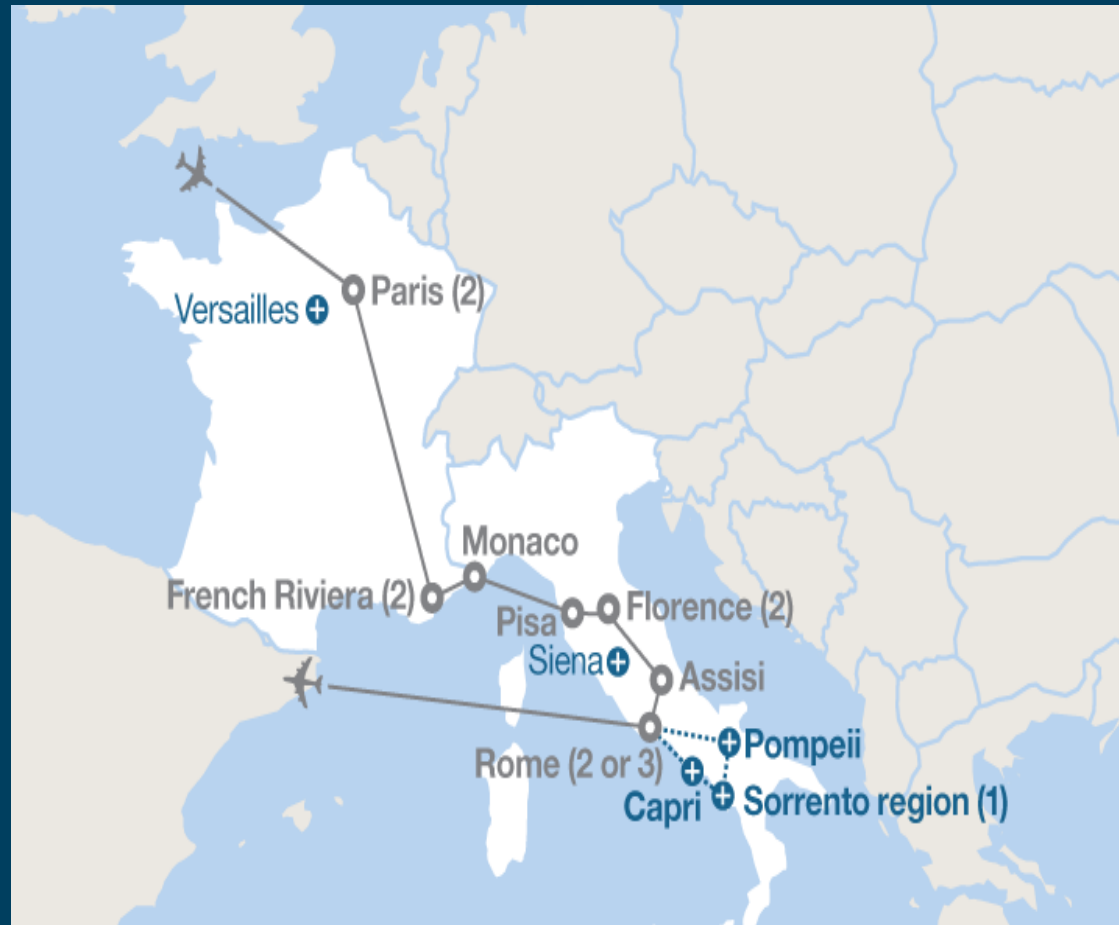 Paris (2)
Versailles
Monaco
French Riviera (2)
Florence (2)
Pisa
Siena
Assisi
Rome (2 or 3)
Pompeii
Capri
Sorrento region (1)